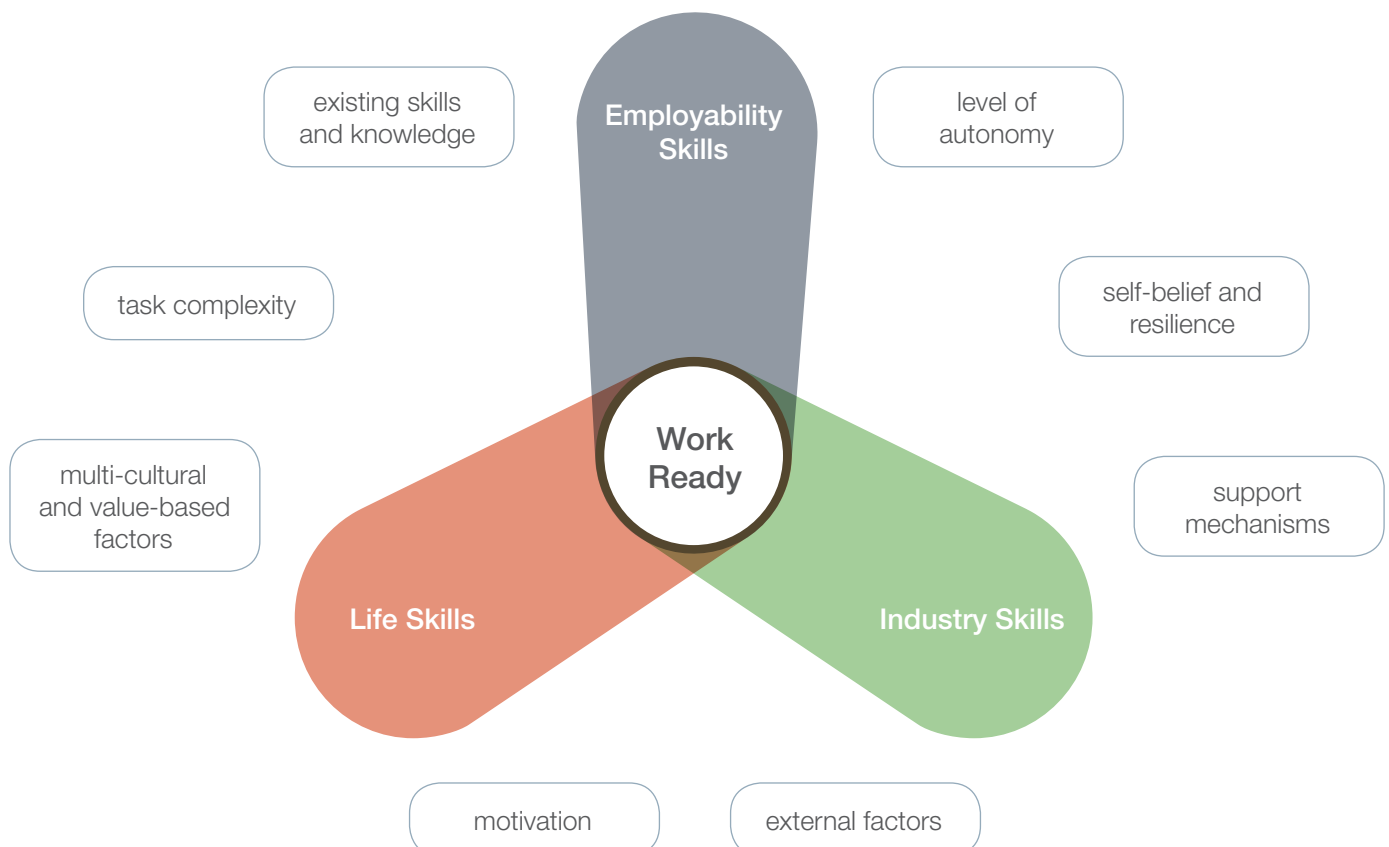 existing skills
and knowledge
Employability
Skills
level of
autonomy
task complexity
self-belief and
resilience
multi-cultural
and value-based
factors
Work
Ready
support
mechanisms
Life Skills
Industry Skills
motivation
external factors